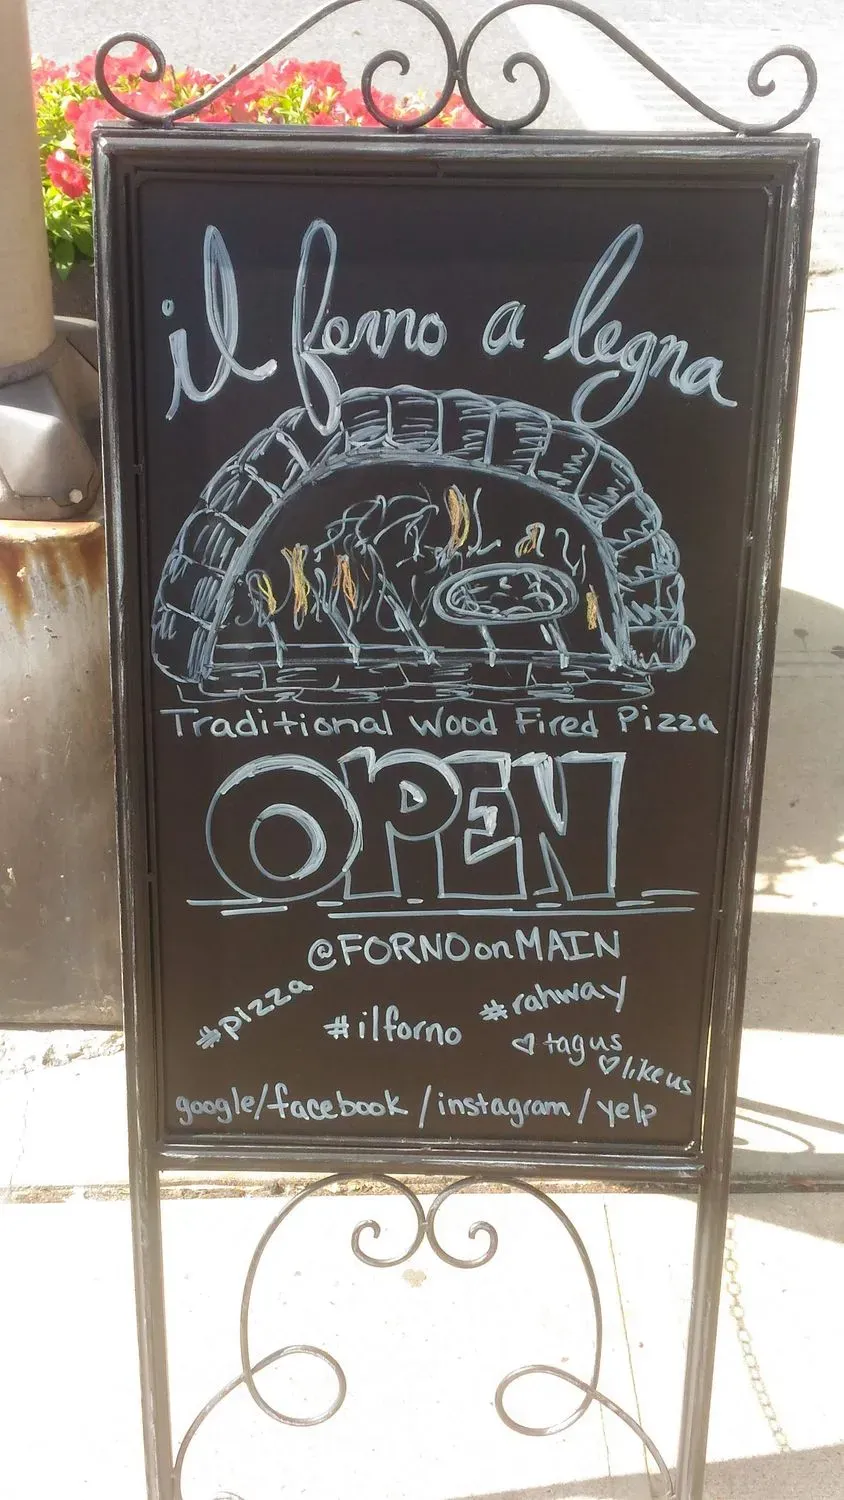 il forno a legna
Traditional Wood Fired Pizza
OPEN
@FORNOonMAIN
#pizza #ilforno #rahway
♡ tag us
♡ like us
google/facebook/instagram/yelp